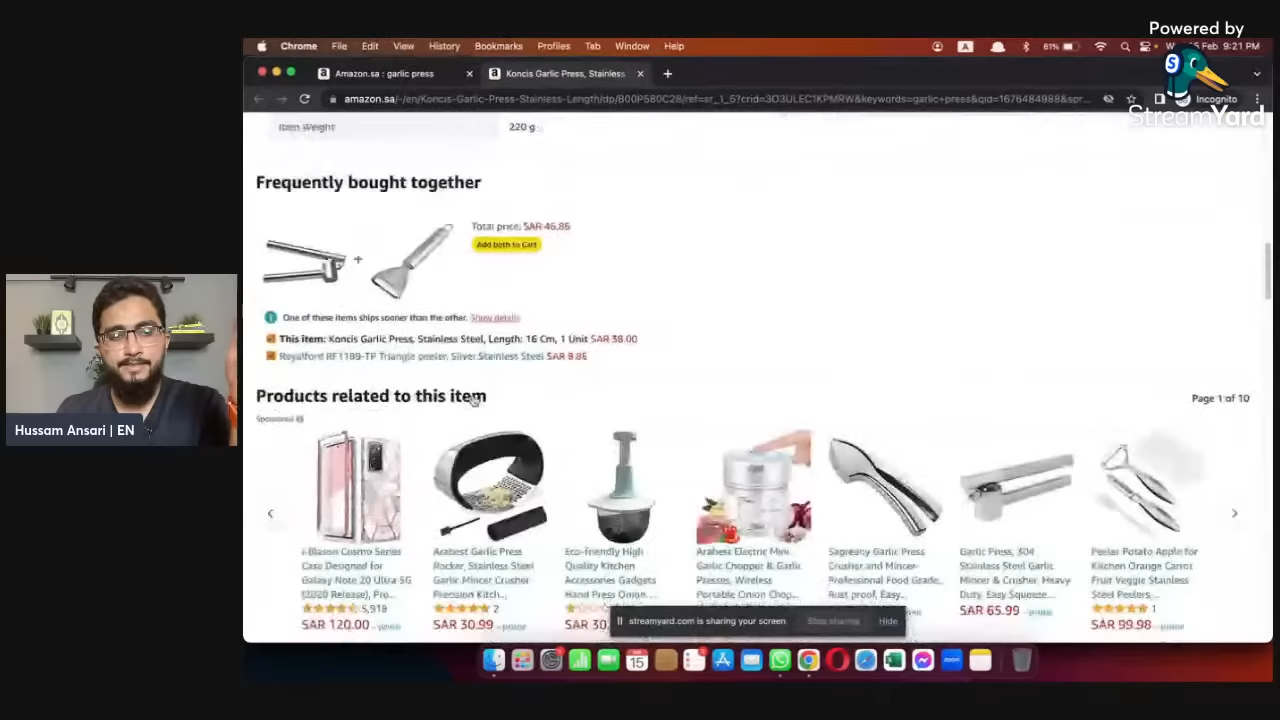 Powered by
StreamYard
Chrome File Edit View History Bookmarks Profiles Tab Window Help
61%
Feb 9:21 PM
Amazon.sa : garlic press
Koncis Garlic Press, Stainless
amazon.sa/-/en/Koncis-Garlic-Press-Stainless-Length/dp/B00P580C28/ref=sr_1_5?crid=3O3ULEC1KPMRW&keywords=garlic+press&qid=1676484988&spr...
Incognito
Item Weight
220 g
Frequently bought together
Total price: SAR 46.86
Add both to Cart
One of these items ships sooner than the other. Show details
This item: Koncis Garlic Press, Stainless Steel, Length: 16 Cm, 1 Unit SAR 38.00
Royalford RF1189-TP Triangle peeler, Silver Stainless Steel SAR 8.86
Products related to this item
Page 1 of 10
Sponsored
i-Blason Cosmo Series
Case Designed for
Galaxy Note 20 Ultra 5G
(2020 Release), Pro...
5,919
SAR 120.00
Arabest Garlic Press
Rocker, Stainless Steel
Garlic Mincer Crusher
Precision Kitch...
2
SAR 30.99
Eco-friendly High
Quality Kitchen
Accessories Gadgets
Hand Press Onion...
SAR 30.
Arabest Electric Mini
Garlic Chopper & Garlic
Presses, Wireless
Portable Onion Chop...
Sagreany Garlic Press
Crusher and Mincer-
Professional Food Grade,
Rust proof, Easy...
Garlic Press, 304
Stainless Steel Garlic
Mincer & Crusher, Heavy
Duty, Easy Squeeze...
SAR 65.99
Peeler Potato Apple for
Kitchen Orange Carrot
Fruit Veggie Stainless
Steel Peelers...
1
SAR 99.98
streamyard.com is sharing your screen
Stop sharing
Hide
Hussam Ansari | EN
15
zoom